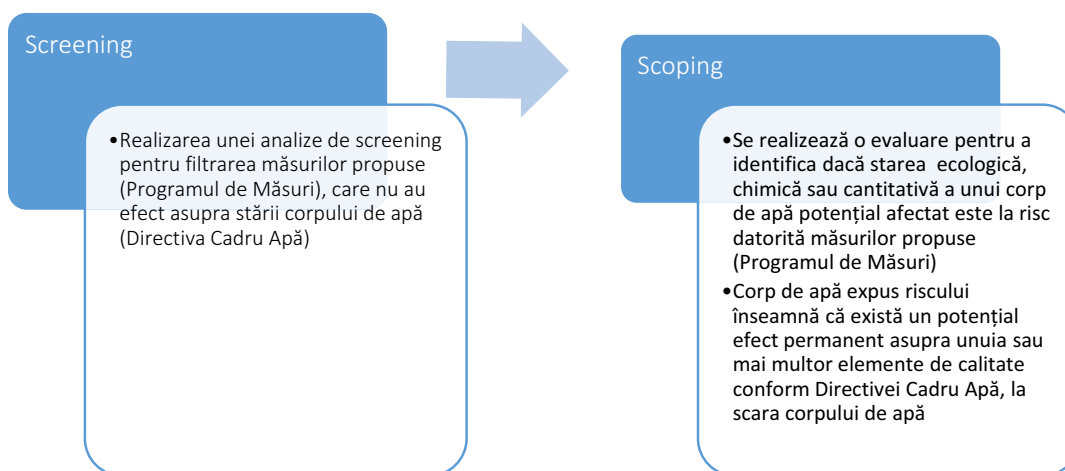 Screening
•Realizarea unei analize de screening
pentru filtrarea măsurilor propuse
(Programul de Măsuri), care nu au
efect asupra stării corpului de apă
(Directiva Cadru Apă)
Scoping
•Se realizează o evaluare pentru a
identifica dacă starea ecologică,
chimică sau cantitativă a unui corp
de apă potențial afectat este la risc
datorită măsurilor propuse
(Programul de Măsuri)
•Corp de apă expus riscului
înseamnă că există un potențial
efect permanent asupra unuia sau
mai multor elemente de calitate
conform Directivei Cadru Apă, la
scara corpului de apă